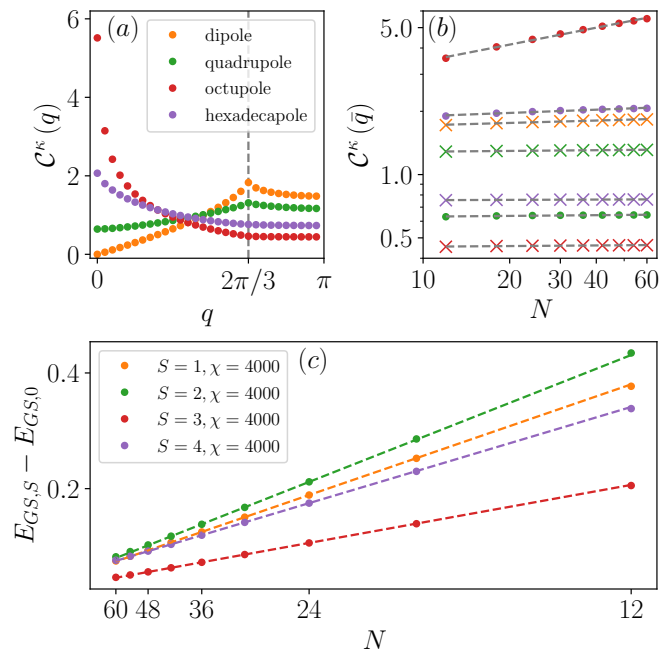 (a)
dipole
quadrupole
octupole
hexadecapole
6
4
2
0
𝒞^κ (q)
0
2π/3
π
q
(b)
5.0
1.0
0.5
𝒞^κ (q̄)
10
20
30
40
60
N
(c)
S = 1, χ = 4000
S = 2, χ = 4000
S = 3, χ = 4000
S = 4, χ = 4000
0.4
0.2
E_{GS,S} − E_{GS,0}
60
48
36
24
12
N